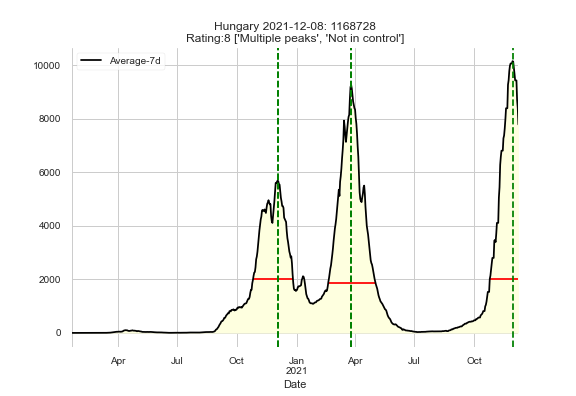 Hungary 2021-12-08: 1168728
Rating:8 ['Multiple peaks', 'Not in control']
Average-7d
10000
8000
6000
4000
2000
0
Apr Jul Oct Jan Apr Jul Oct
2021
Date